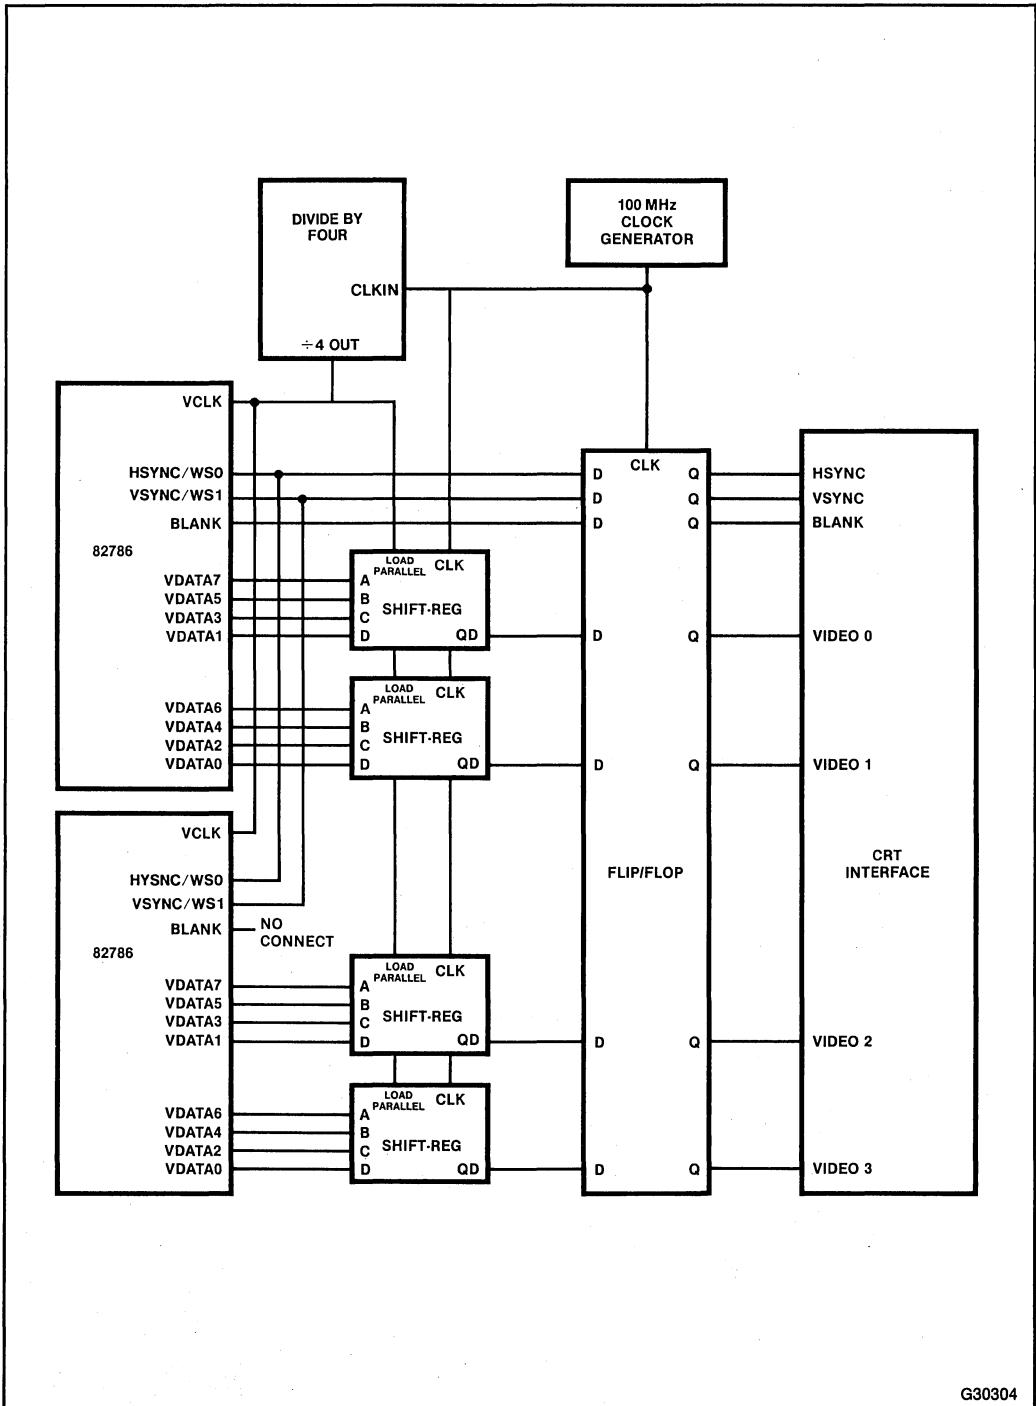 DIVIDE BY
FOUR
CLKIN
÷4 OUT
100 MHz
CLOCK
GENERATOR
VCLK
HSYNC/WS0
VSYNC/WS1
BLANK
82786
VDATA7
VDATA5
VDATA3
VDATA1
VDATA6
VDATA4
VDATA2
VDATA0
LOAD
PARALLEL
CLK
A
B
C
D
SHIFT-REG
QD
LOAD
PARALLEL
CLK
A
B
C
D
SHIFT-REG
QD
VCLK
HYSNC/WS0
VSYNC/WS1
BLANK
NO
CONNECT
82786
VDATA7
VDATA5
VDATA3
VDATA1
VDATA6
VDATA4
VDATA2
VDATA0
LOAD
PARALLEL
CLK
A
B
C
D
SHIFT-REG
QD
LOAD
PARALLEL
CLK
A
B
C
D
SHIFT-REG
QD
CLK
D Q
D Q
D Q
D Q
D Q
FLIP/FLOP
D Q
D Q
HSYNC
VSYNC
BLANK
VIDEO 0
VIDEO 1
CRT
INTERFACE
VIDEO 2
VIDEO 3
G30304